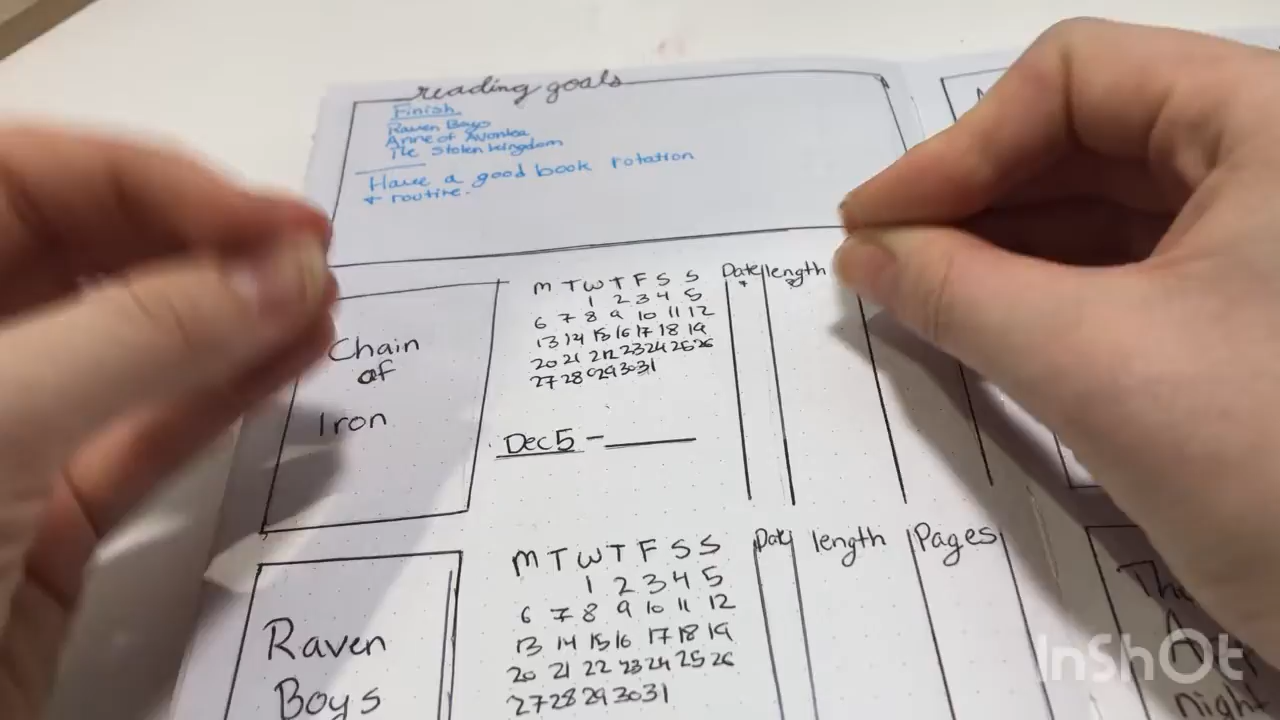 reading goals
Finish
Raven Boys
Anne of Avonlea
The Stolen kingdom
Have a good book rotation
+ routine.
Chain
of
Iron
M T W T F S S
1 2 3 4 5
6 7 8 9 10 11 12
13 14 15 16 17 18 19
20 21 22 23 24 25 26
27 28 29 30 31
Dec 5 -
Date length
Raven
Boys
M T W T F S S
1 2 3 4 5
6 7 8 9 10 11 12
13 14 15 16 17 18 19
20 21 22 23 24 25 26
27 28 29 30 31
Date length Pages
night
InShOt